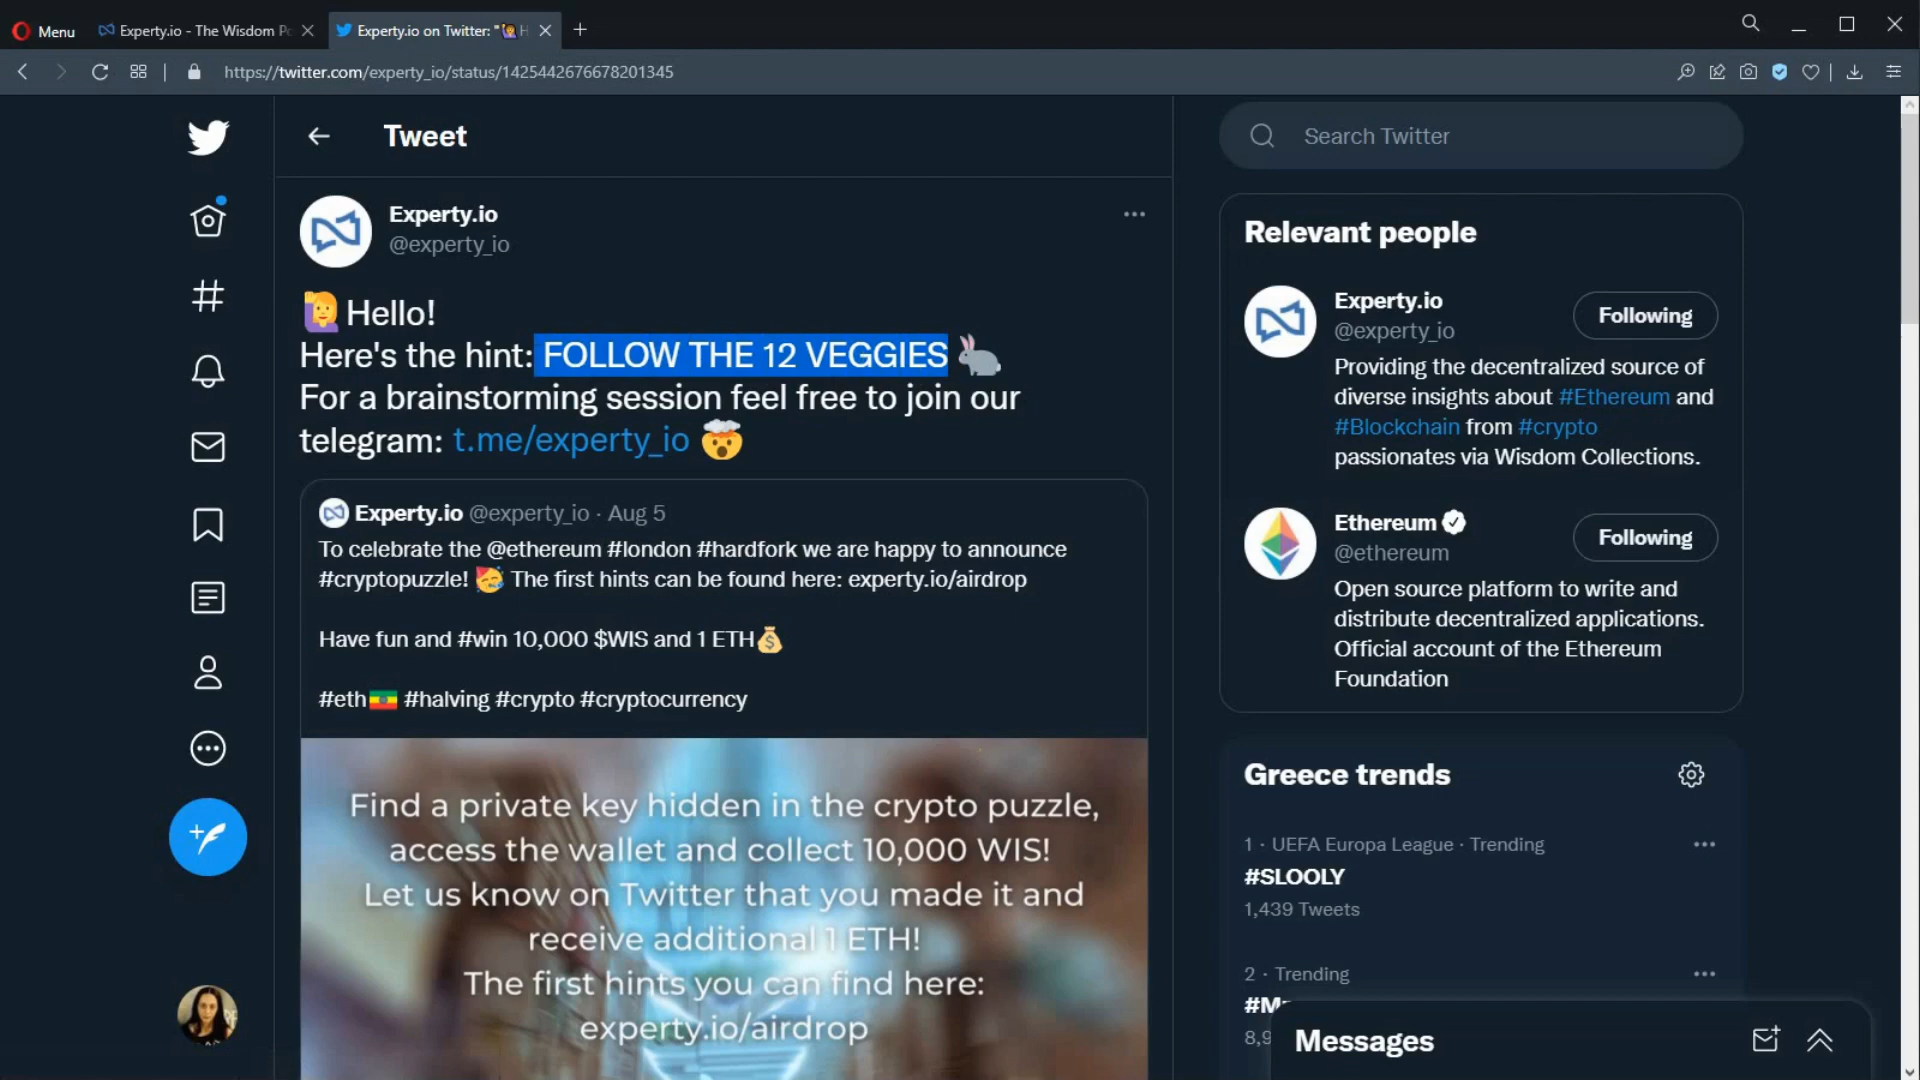 Menu
Experty.io - The Wisdom Po
Experty.io on Twitter: "🙋 H
https://twitter.com/experty_io/status/1425442676678201345
Tweet
Search Twitter
Experty.io
@experty_io
🙋‍♀️Hello!
Here's the hint: FOLLOW THE 12 VEGGIES 🐇
For a brainstorming session feel free to join our
telegram: t.me/experty_io 🤯
Experty.io @experty_io · Aug 5
To celebrate the @ethereum #london #hardfork we are happy to announce
#cryptopuzzle! 🥳 The first hints can be found here: experty.io/airdrop
Have fun and #win 10,000 $WIS and 1 ETH💰
#eth🇪🇹 #halving #crypto #cryptocurrency
Find a private key hidden in the crypto puzzle,
access the wallet and collect 10,000 WIS!
Let us know on Twitter that you made it and
receive additional 1 ETH!
The first hints you can find here:
experty.io/airdrop
Relevant people
Experty.io
@experty_io
Following
Providing the decentralized source of
diverse insights about #Ethereum and
#Blockchain from #crypto
passionates via Wisdom Collections.
Ethereum
@ethereum
Following
Open source platform to write and
distribute decentralized applications.
Official account of the Ethereum
Foundation
Greece trends
1 · UEFA Europa League · Trending
#SLOOLY
1,439 Tweets
2 · Trending
Messages